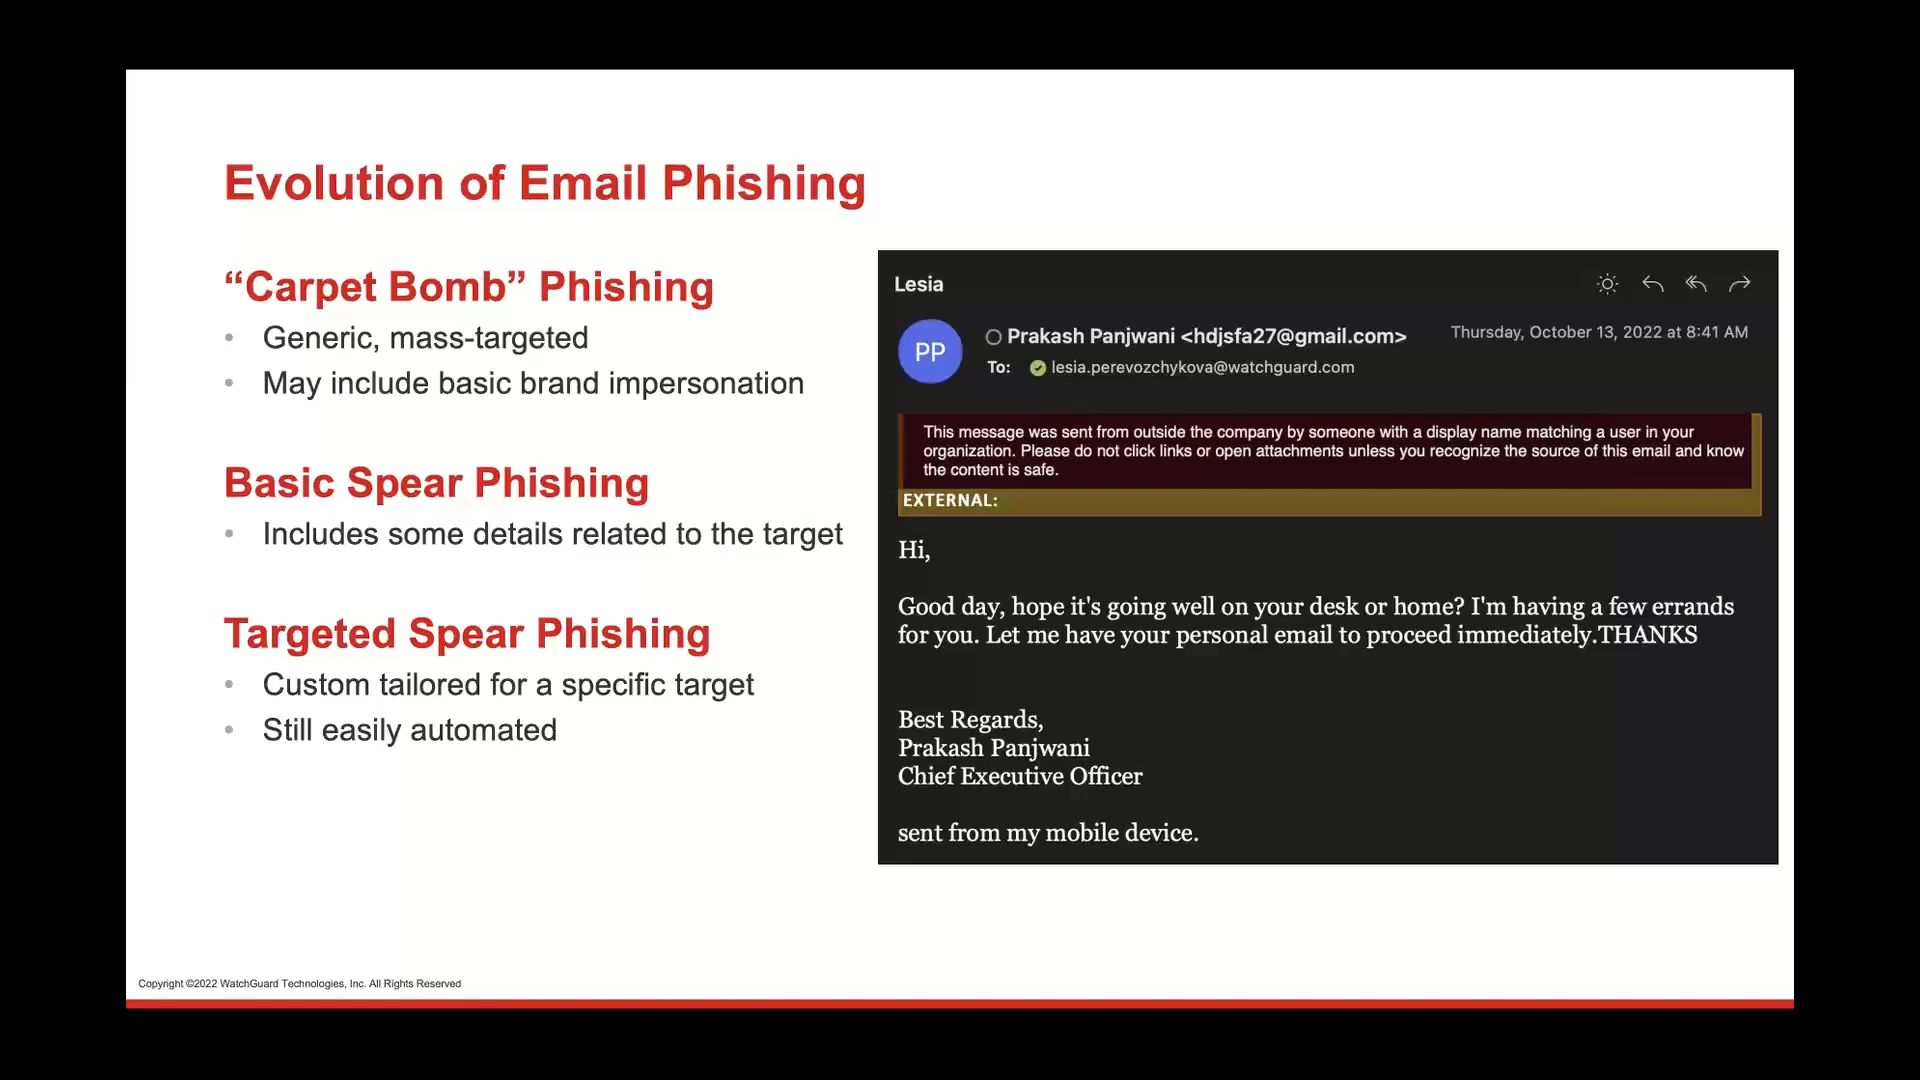 Evolution of Email Phishing
“Carpet Bomb” Phishing
• Generic, mass-targeted
• May include basic brand impersonation
Basic Spear Phishing
• Includes some details related to the target
Targeted Spear Phishing
• Custom tailored for a specific target
• Still easily automated
Lesia
PP
Prakash Panjwani <hdjsfa27@gmail.com>
Thursday, October 13, 2022 at 8:41 AM
To: lesia.perevozchykova@watchguard.com
This message was sent from outside the company by someone with a display name matching a user in your
organization. Please do not click links or open attachments unless you recognize the source of this email and know
the content is safe.
EXTERNAL:
Hi,
Good day, hope it's going well on your desk or home? I'm having a few errands
for you. Let me have your personal email to proceed immediately.THANKS
Best Regards,
Prakash Panjwani
Chief Executive Officer
sent from my mobile device.
Copyright ©2022 WatchGuard Technologies, Inc. All Rights Reserved